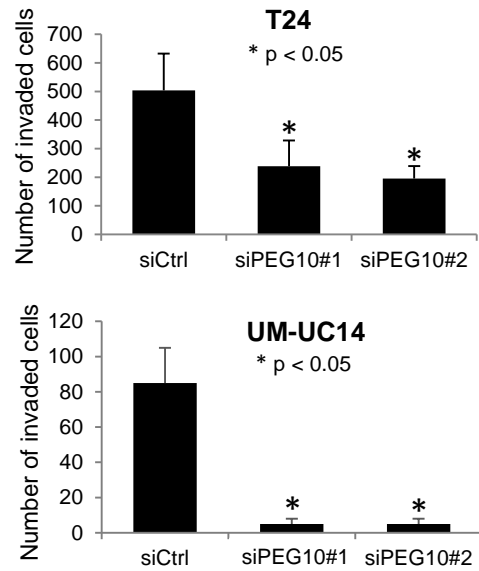 T24
* p < 0.05
Number of invaded cells
700
600
500
400
300
200
100
0
* *
siCtrl siPEG10#1 siPEG10#2
UM-UC14
* p < 0.05
Number of invaded cells
120
100
80
60
40
20
0
* *
siCtrl siPEG10#1 siPEG10#2